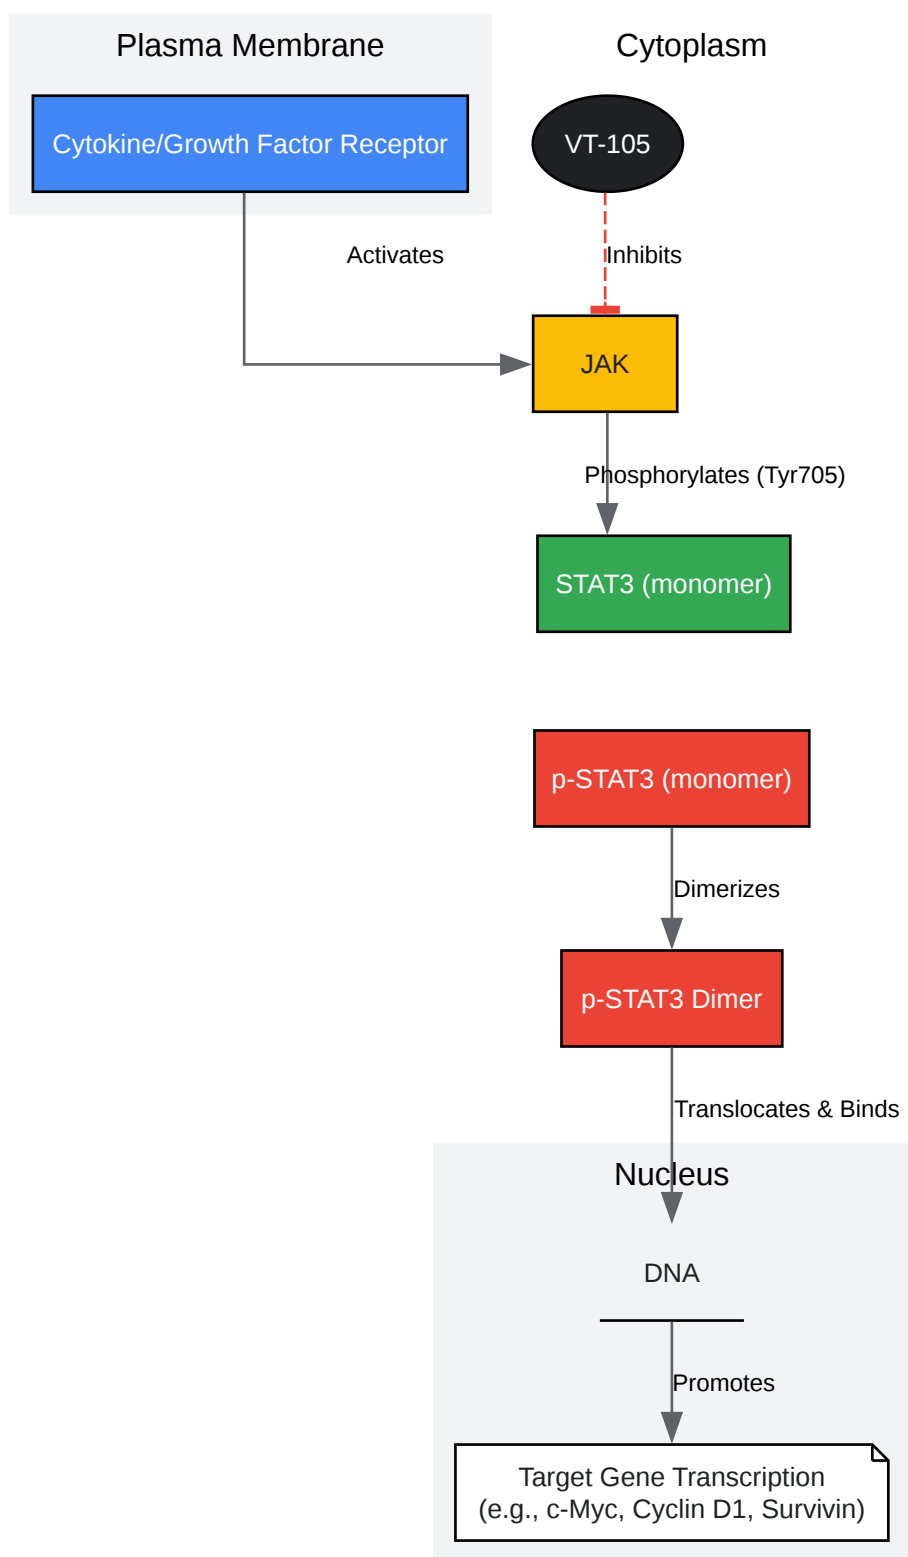 Plasma Membrane
Cytoplasm
Cytokine/Growth Factor Receptor
VT-105
Activates
Inhibits
JAK
Phosphorylates (Tyr705)
STAT3 (monomer)
p-STAT3 (monomer)
Dimerizes
p-STAT3 Dimer
Translocates & Binds
Nucleus
DNA
Promotes
Target Gene Transcription
(e.g., c-Myc, Cyclin D1, Survivin)